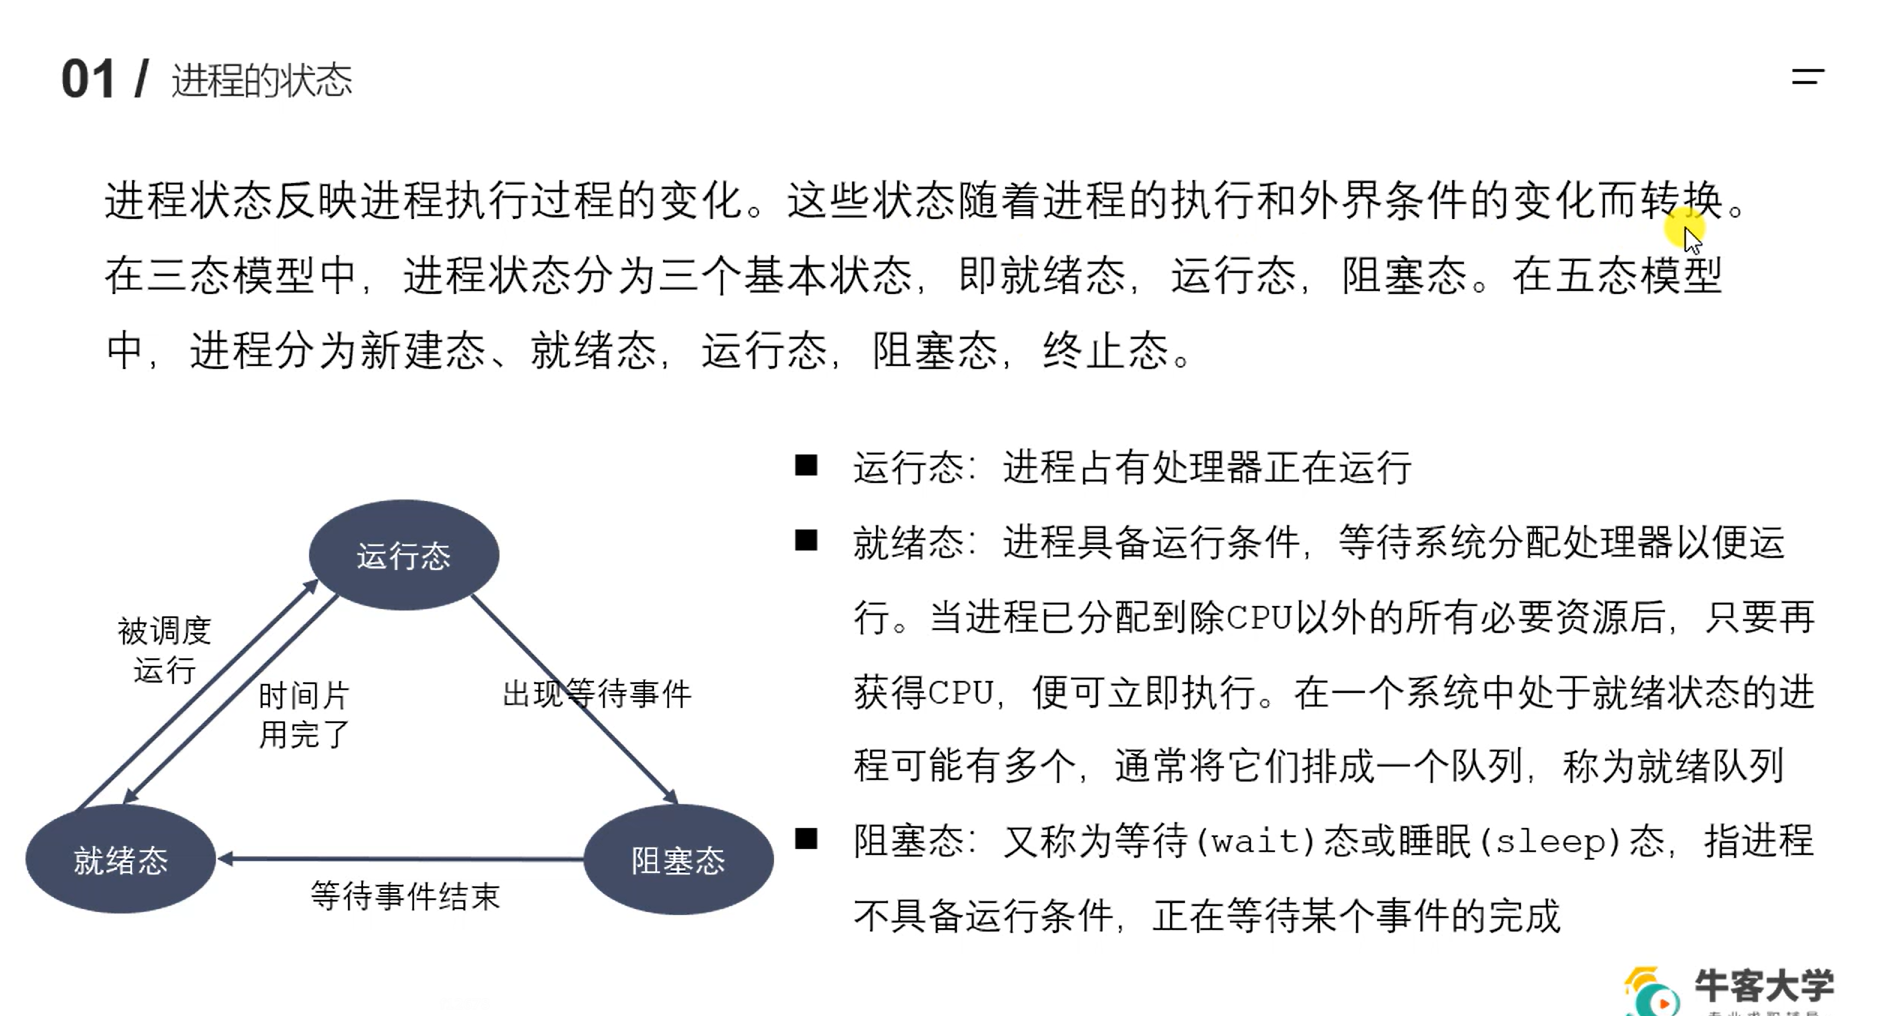 01 / 进程的状态
进程状态反映进程执行过程的变化。这些状态随着进程的执行和外界条件的变化而转换。
在三态模型中，进程状态分为三个基本状态，即就绪态，运行态，阻塞态。在五态模型
中，进程分为新建态、就绪态，运行态，阻塞态，终止态。
运行态
被调度
运行
时间片
用完了
出现等待事件
就绪态
阻塞态
等待事件结束
■ 运行态：进程占有处理器正在运行
■ 就绪态：进程具备运行条件，等待系统分配处理器以便运
行。当进程已分配到除CPU以外的所有必要资源后，只要再
获得CPU，便可立即执行。在一个系统中处于就绪状态的进
程可能有多个，通常将它们排成一个队列，称为就绪队列
■ 阻塞态：又称为等待(wait)态或睡眠(sleep)态，指进程
不具备运行条件，正在等待某个事件的完成
牛客大学